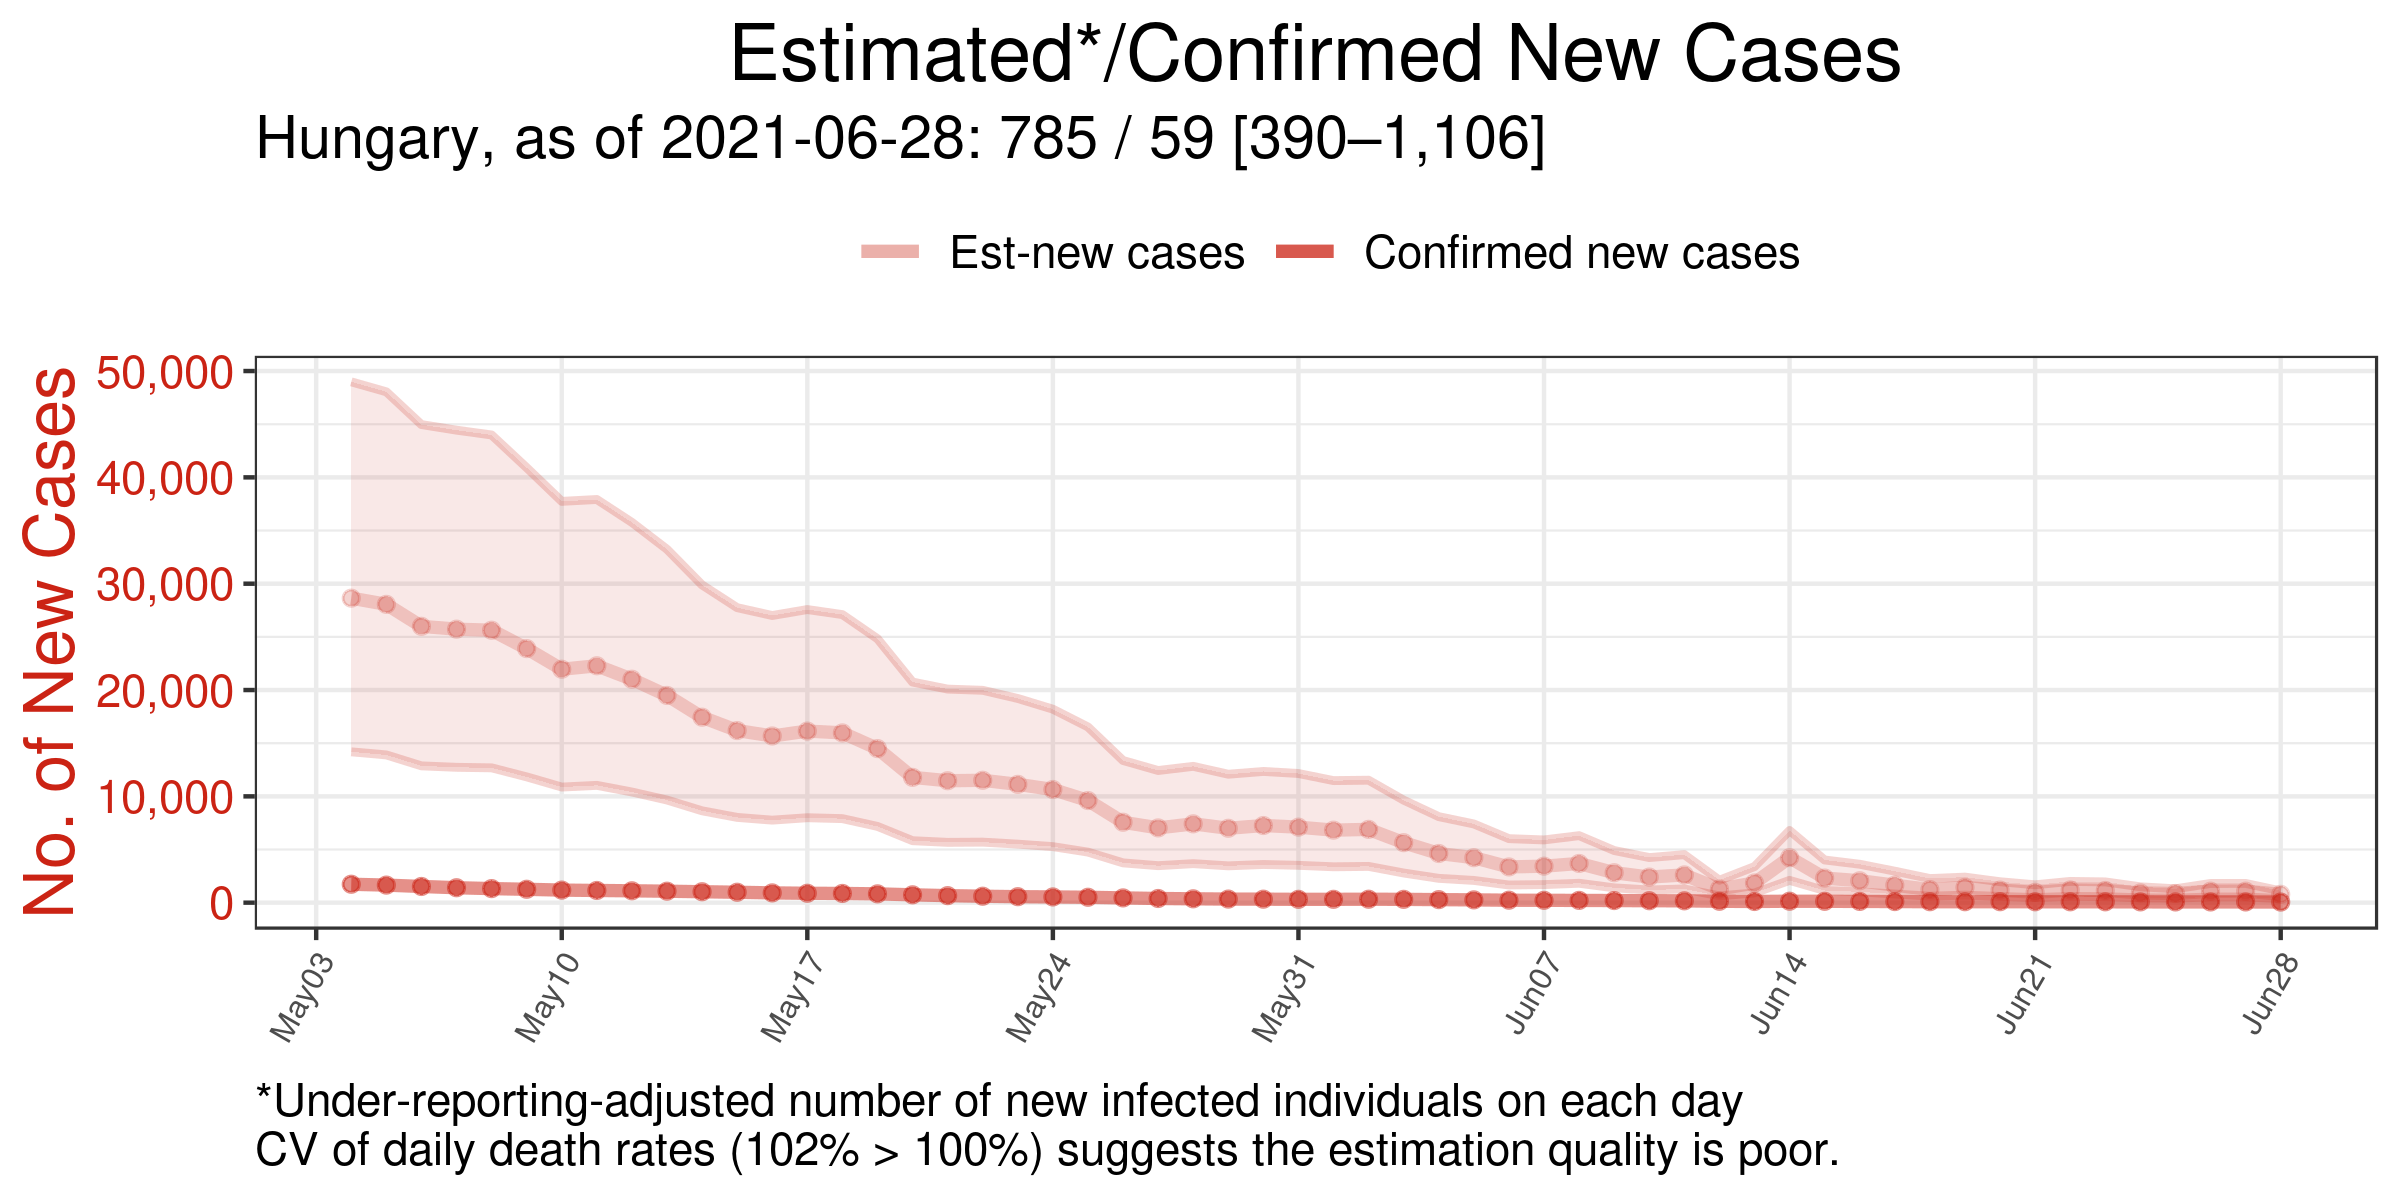 Estimated*/Confirmed New Cases
Hungary, as of 2021-06-28: 785 / 59 [390–1,106]
Est-new cases
Confirmed new cases
No. of New Cases
50,000
40,000
30,000
20,000
10,000
0
May03
May10
May17
May24
May31
Jun07
Jun14
Jun21
Jun28
*Under-reporting-adjusted number of new infected individuals on each day
CV of daily death rates (102% > 100%) suggests the estimation quality is poor.